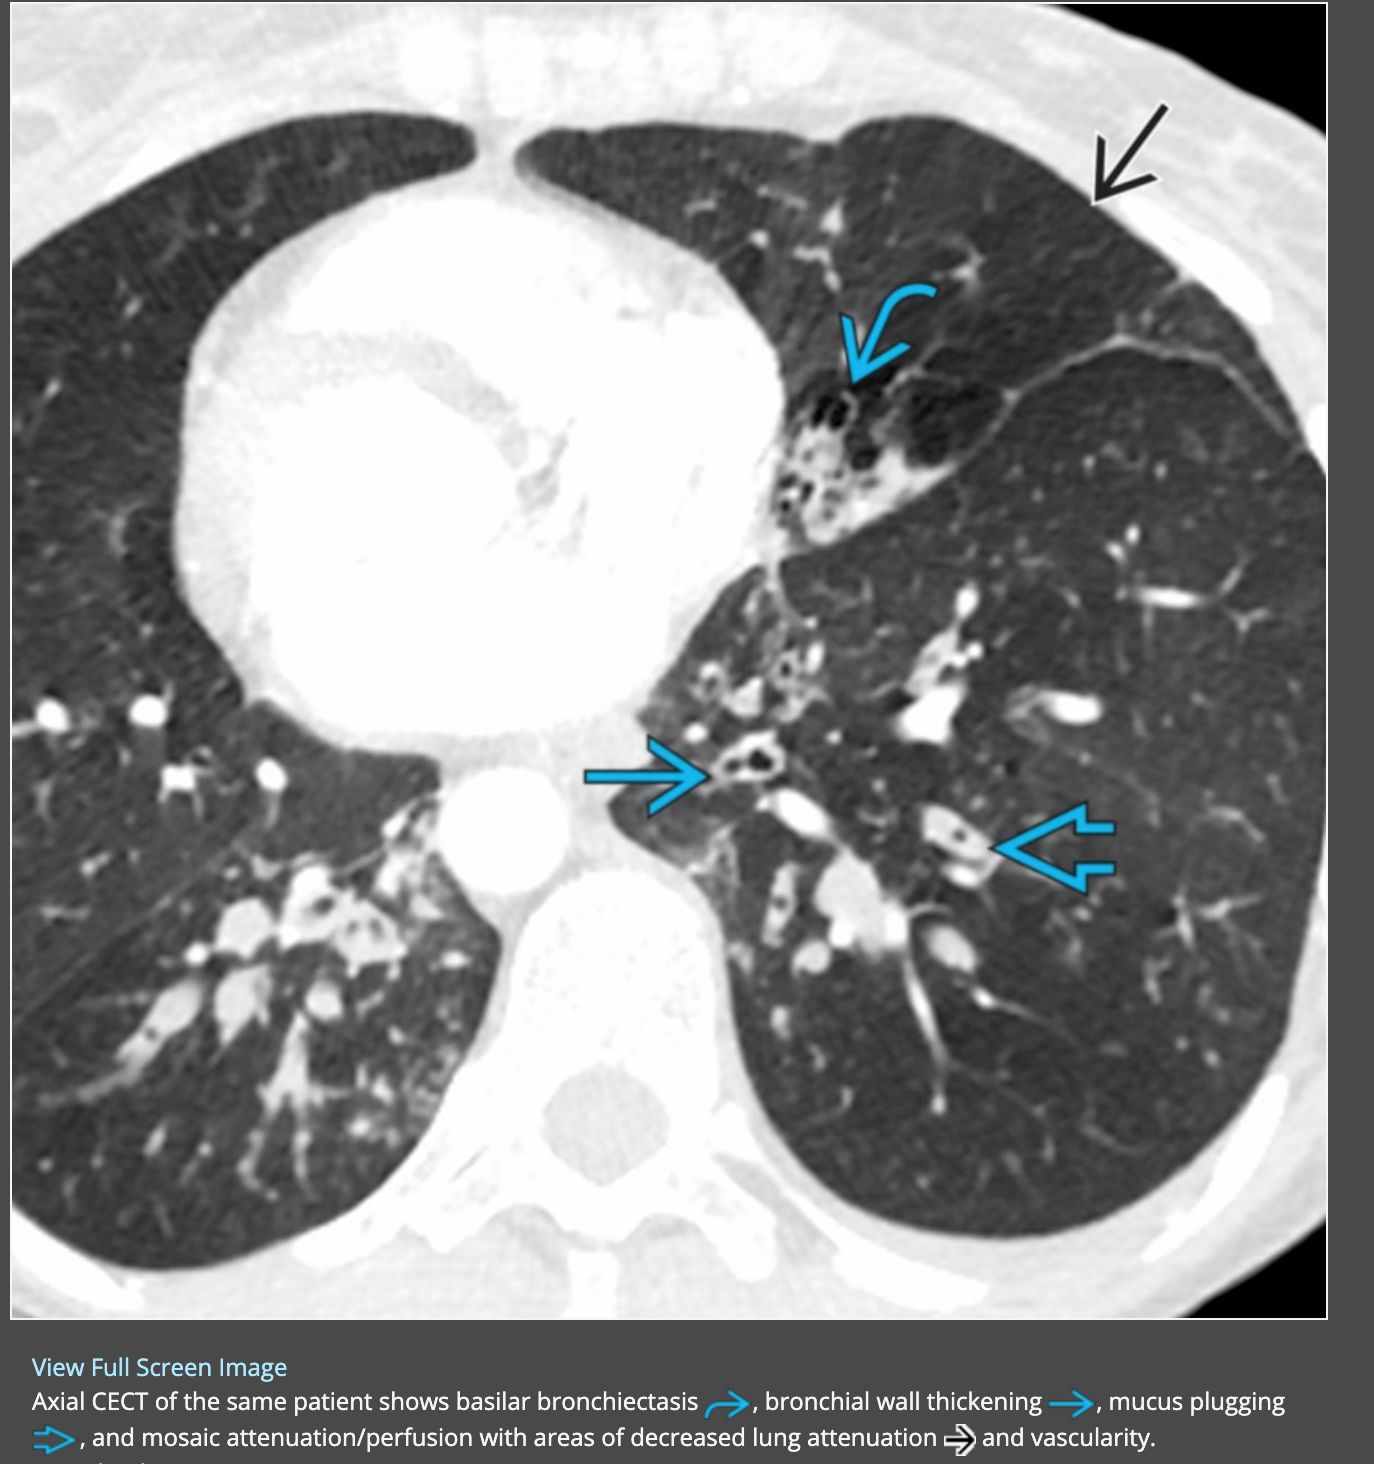 View Full Screen Image
Axial CECT of the same patient shows basilar bronchiectasis , bronchial wall thickening , mucus plugging
, and mosaic attenuation/perfusion with areas of decreased lung attenuation and vascularity.